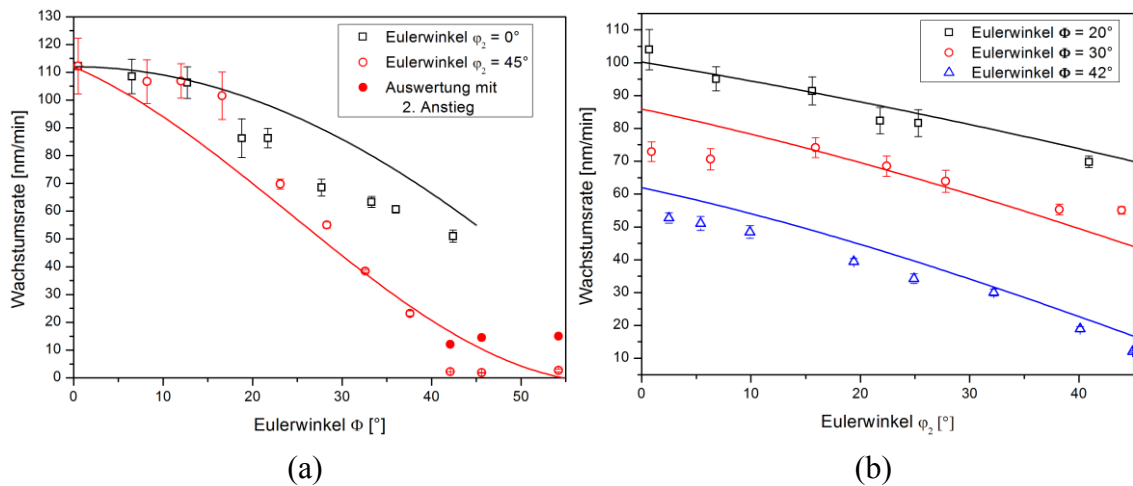 130
120
110
100
90
80
70
60
50
40
30
20
10
0
Wachstumsrate [nm/min]
Eulerwinkel φ2 = 0°
Eulerwinkel φ2 = 45°
Auswertung mit
2. Anstieg
0 10 20 30 40 50
Eulerwinkel Φ [°]
(a)
110
100
90
80
70
60
50
40
30
20
10
Wachstumsrate [nm/min]
Eulerwinkel Φ = 20°
Eulerwinkel Φ = 30°
Eulerwinkel Φ = 42°
0 10 20 30 40
Eulerwinkel φ2 [°]
(b)